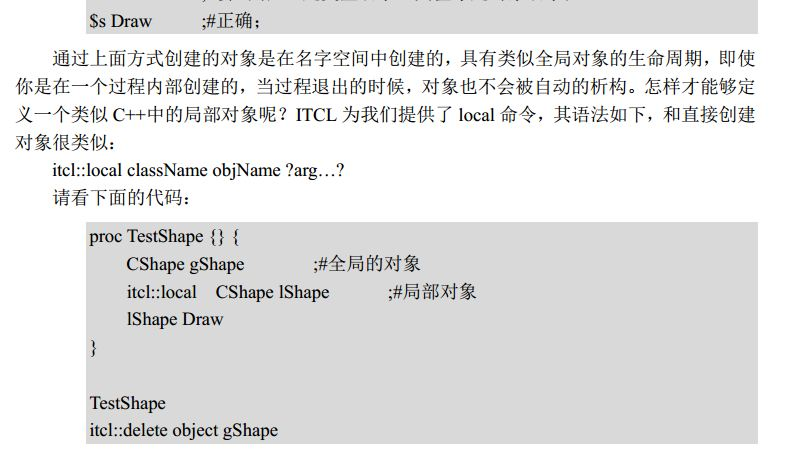 $s Draw ;#正确；
通过上面方式创建的对象是在名字空间中创建的，具有类似全局对象的生命周期，即使
你是在一个过程内部创建的，当过程退出的时候，对象也不会被自动的析构。怎样才能够定
义一个类似 C++中的局部对象呢？ITCL 为我们提供了 local 命令，其语法如下，和直接创建
对象很类似：
itcl::local className objName ?arg…?
请看下面的代码：
proc TestShape {} {
CShape gShape ;#全局的对象
itcl::local CShape lShape ;#局部对象
lShape Draw
}
TestShape
itcl::delete object gShape